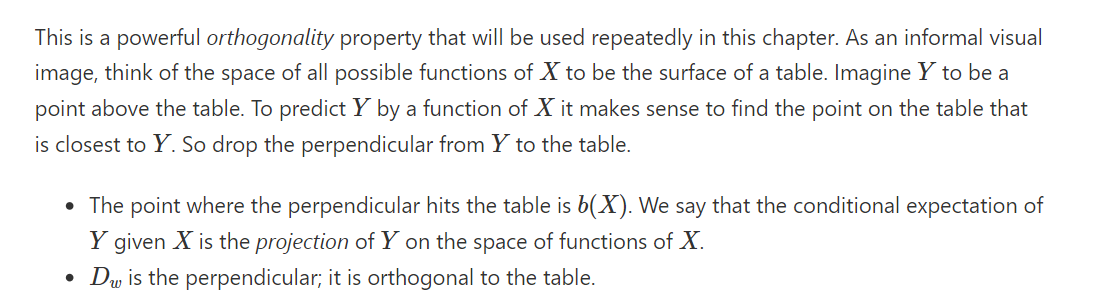 This is a powerful orthogonality property that will be used repeatedly in this chapter. As an informal visual
image, think of the space of all possible functions of X to be the surface of a table. Imagine Y to be a
point above the table. To predict Y by a function of X it makes sense to find the point on the table that
is closest to Y. So drop the perpendicular from Y to the table.
• The point where the perpendicular hits the table is b(X). We say that the conditional expectation of
Y given X is the projection of Y on the space of functions of X.
• D_w is the perpendicular; it is orthogonal to the table.